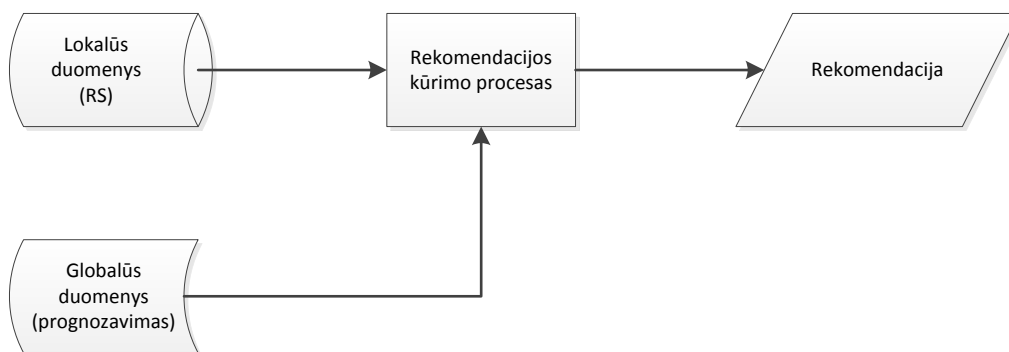 Lokalūs
duomenys
(RS)
Rekomendacijos
kūrimo procesas
Rekomendacija
Globalūs
duomenys
(prognozavimas)